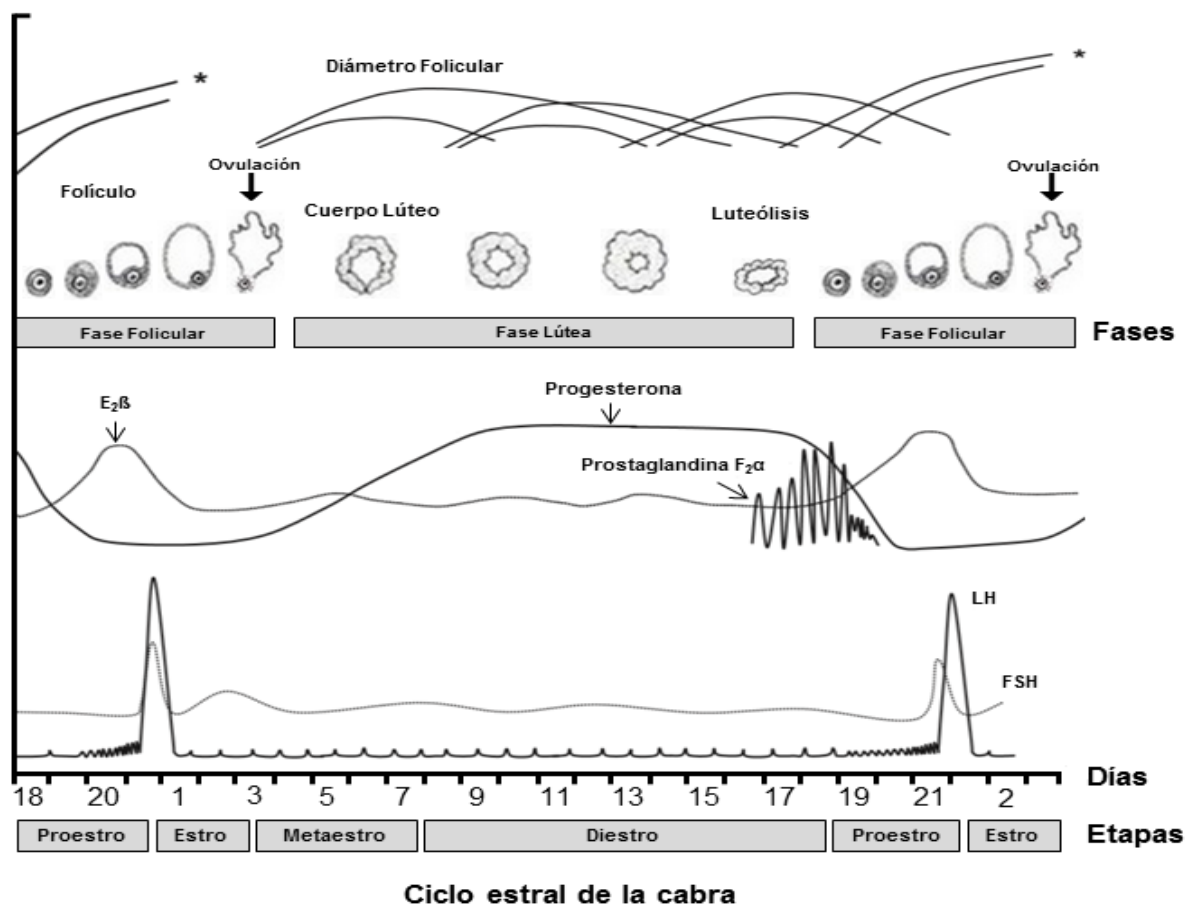 *
Diámetro Folicular
*
Ovulación
Ovulación
Folículo
Cuerpo Lúteo
Luteólisis
Fase Folicular
Fase Lútea
Fase Folicular
Fases
Progesterona
E₂ß
Prostaglandina F₂α
LH
FSH
Días
18 20 1 3 5 7 9 11 13 15 17 19 21 2
Proestro Estro Metaestro Diestro Proestro Estro Etapas
Ciclo estral de la cabra